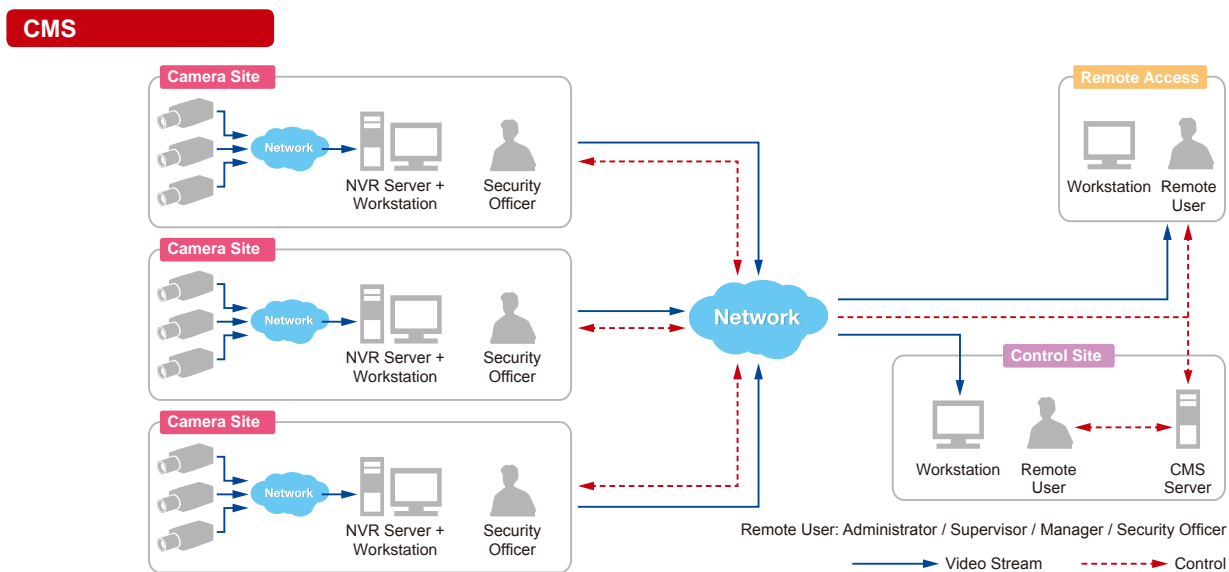 CMS
Camera Site
Network
NVR Server +
Workstation
Security
Officer
Camera Site
Network
NVR Server +
Workstation
Security
Officer
Camera Site
Network
NVR Server +
Workstation
Security
Officer
Network
Remote Access
Workstation
Remote
User
Control Site
Workstation
Remote
User
CMS
Server
Remote User: Administrator / Supervisor / Manager / Security Officer
Video Stream
Control